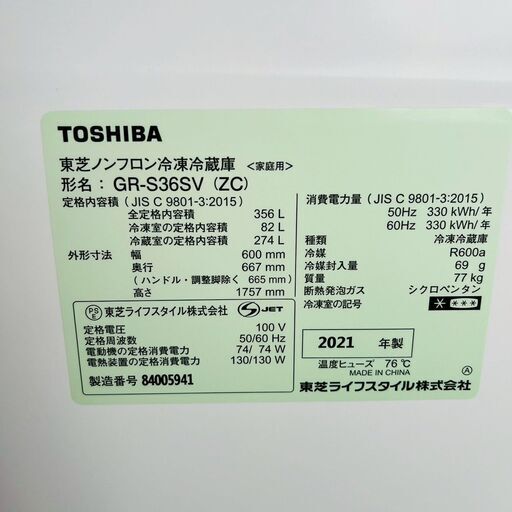 TOSHIBA
東芝ノンフロン冷凍冷蔵庫 <家庭用>
形名: GR-S36SV (ZC)
定格内容積 (JIS C 9801-3:2015)
全定格内容積 356 L
冷凍室の定格内容積 82 L
冷蔵室の定格内容積 274 L
外形寸法 幅 600 mm
奥行 667 mm
(ハンドル・調整脚除く 665 mm)
高さ 1757 mm
PS E 東芝ライフスタイル株式会社 S-JET
定格電圧 100 V
定格周波数 50/60 Hz
電動機の定格消費電力 74/ 74 W
電熱装置の定格消費電力 130/130 W
製造番号 84005941
消費電力量 (JIS C 9801-3:2015)
50Hz 330 kWh/年
60Hz 330 kWh/年
種類 冷凍冷蔵庫
冷媒 R600a
冷媒封入量 69 g
質量 77 kg
断熱発泡ガス シクロペンタン
冷凍室の記号
2021 年製
温度ヒューズ 76℃
MADE IN CHINA
東芝ライフスタイル株式会社 A